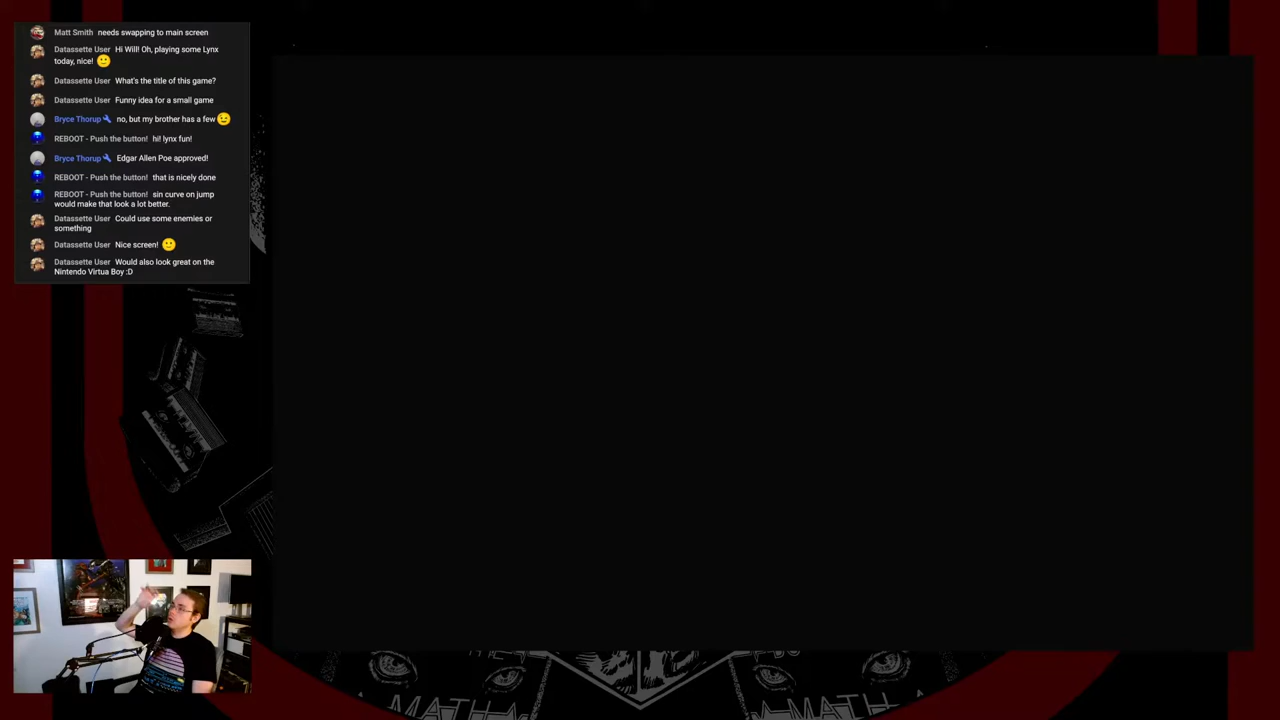 Matt Smith needs swapping to main screen
Datassette User Hi Will! Oh, playing some Lynx
today, nice! 🙂
Datassette User What's the title of this game?
Datassette User Funny idea for a small game
Bryce Thorup no, but my brother has a few 😉
REBOOT - Push the button! hi! lynx fun!
Bryce Thorup Edgar Allen Poe approved!
REBOOT - Push the button! that is nicely done
REBOOT - Push the button! sin curve on jump
would make that look a lot better.
Datassette User Could use some enemies or
something
Datassette User Nice screen! 🙂
Datassette User Would also look great on the
Nintendo Virtua Boy :D
A MATH A
A MATH